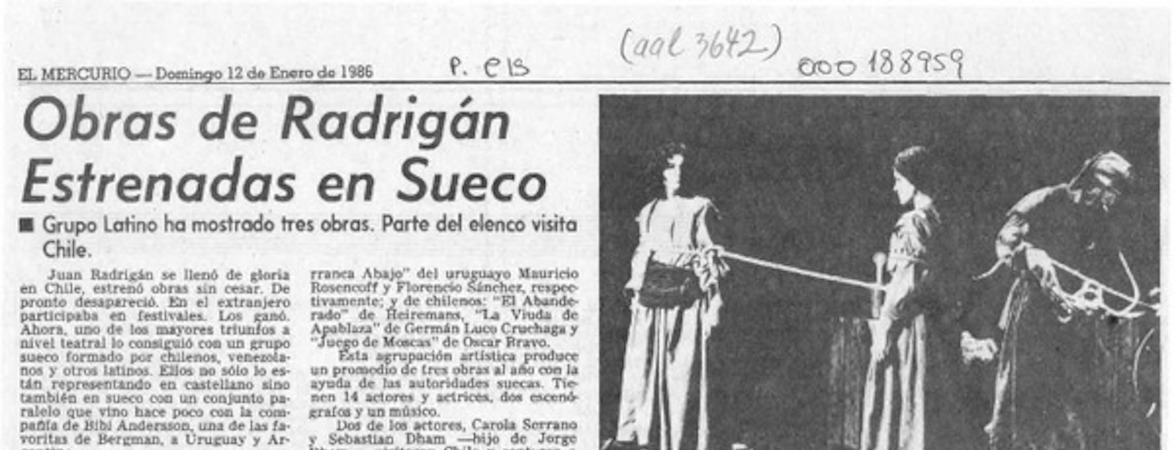 (aal 3642)
P. e15
000188959
EL MERCURIO — Domingo 12 de Enero de 1986
Obras de Radrigán
Estrenadas en Sueco
■ Grupo Latino ha mostrado tres obras. Parte del elenco visita
Chile.
Juan Radrigán se llenó de gloria
en Chile, estrenó obras sin cesar. De
pronto desapareció. En el extranjero
participaba en festivales. Los ganó.
Ahora, uno de los mayores triunfos a
nivel teatral lo consiguió con un grupo
sueco formado por chilenos, venezola-
nos y otros latinos. Ellos no sólo lo es-
tán representando en castellano sino
también en sueco con un conjunto pa-
ralelo que vino hace poco con la com-
pañía de Bibi Andersson, una de las fa-
voritas de Bergman, a Uruguay y Ar-
rranca Abajo" del uruguayo Mauricio
Rosencoff y Florencio Sánchez, respec-
tivamente; y de chilenos: "El Abande-
rado" de Heiremans, "La Viuda de
Apablaza" de Germán Luco Cruchaga y
"Juego de Moscas" de Oscar Bravo.
Esta agrupación artística produce
un promedio de tres obras al año con la
ayuda de las autoridades suecas. Tie-
nen 14 actores y actrices, dos escenó-
grafos y un músico.
Dos de los actores, Carola Serrano
y Sebastian Dham —hijo de Jorge